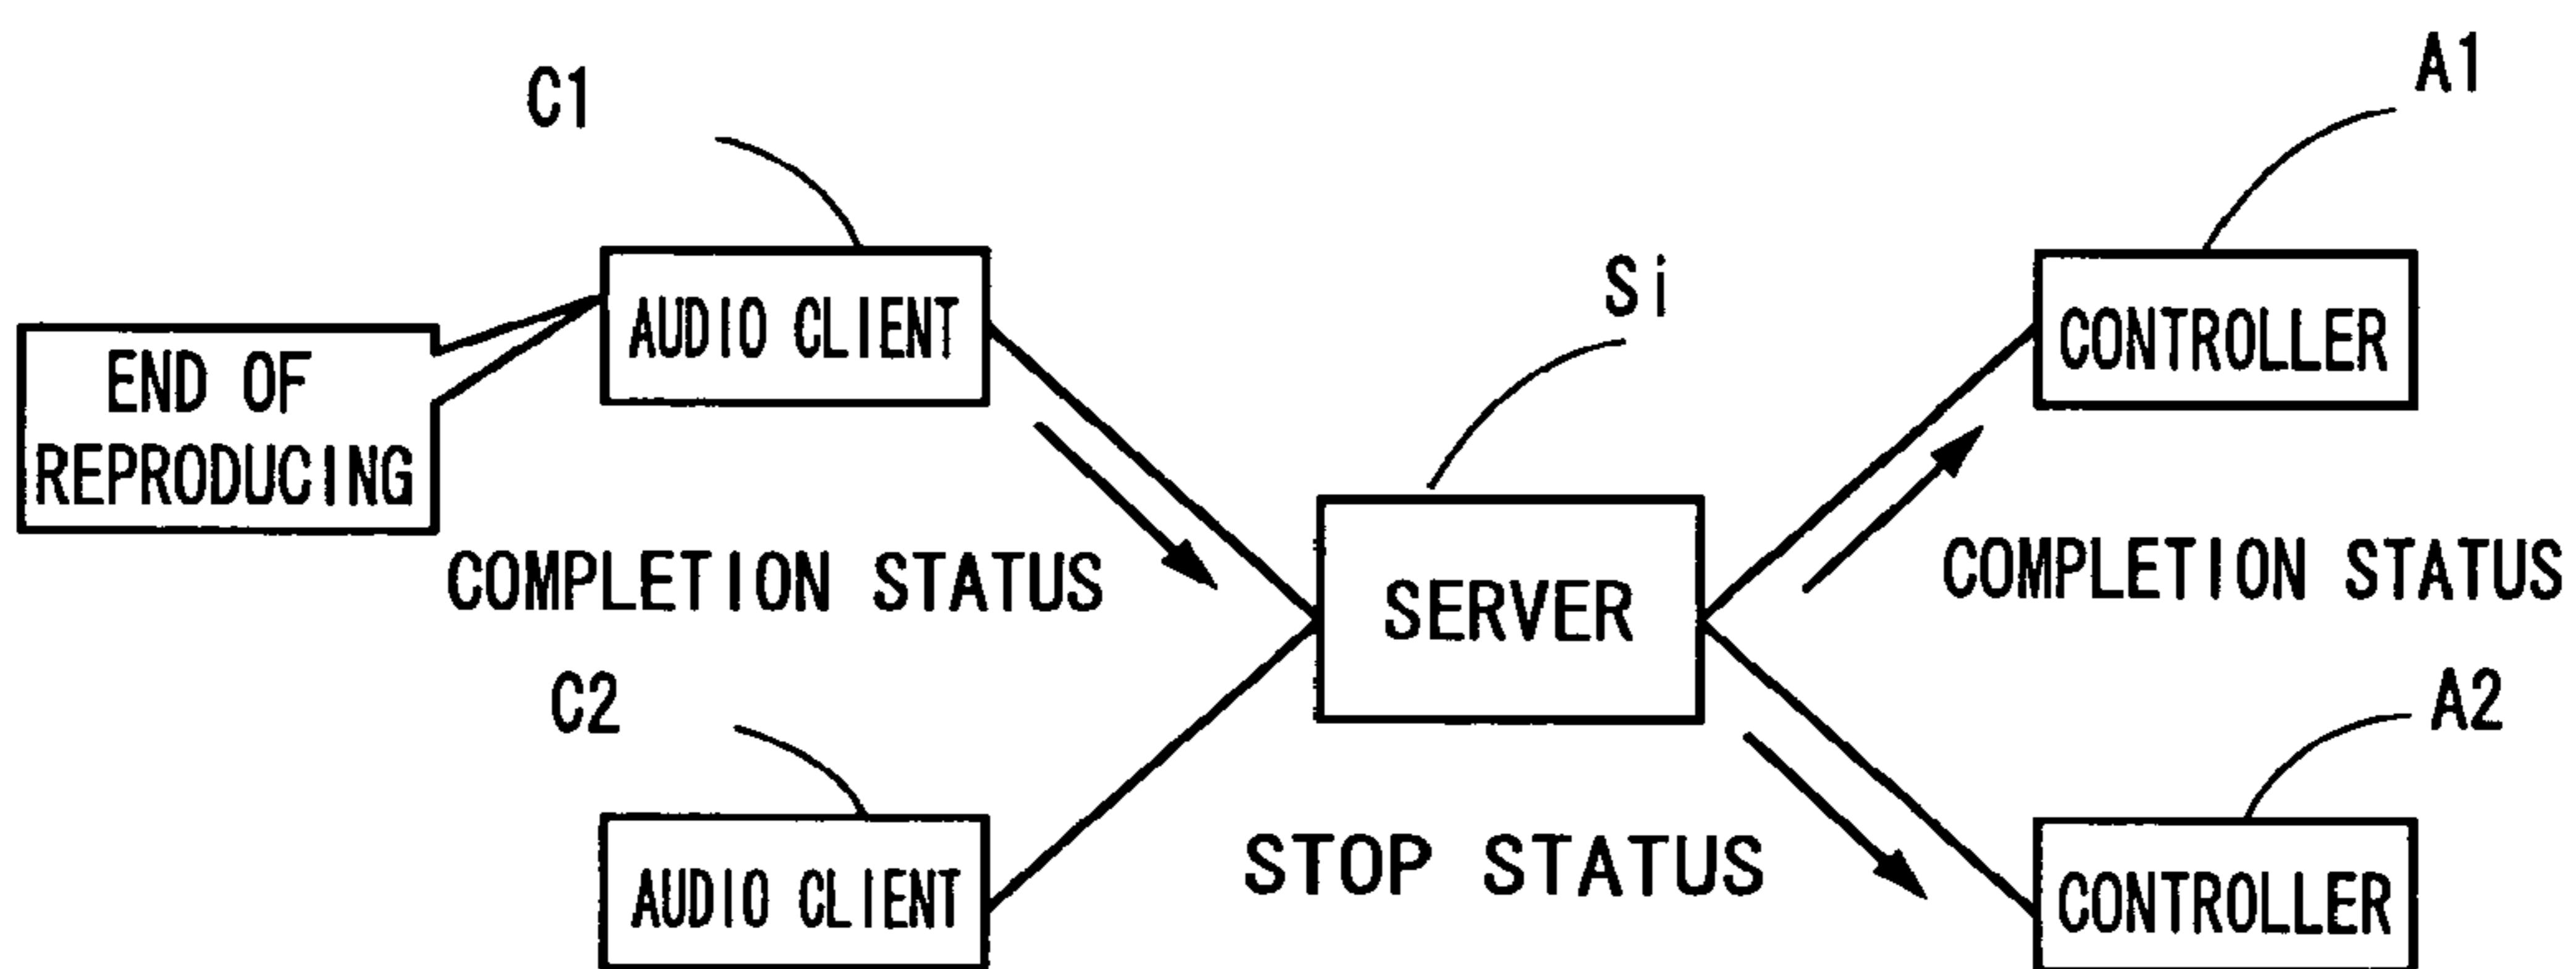 C1
A1
AUDIO CLIENT
Si
CONTROLLER
END OF
REPRODUCING
COMPLETION STATUS
SERVER
COMPLETION STATUS
C2
A2
AUDIO CLIENT
STOP STATUS
CONTROLLER